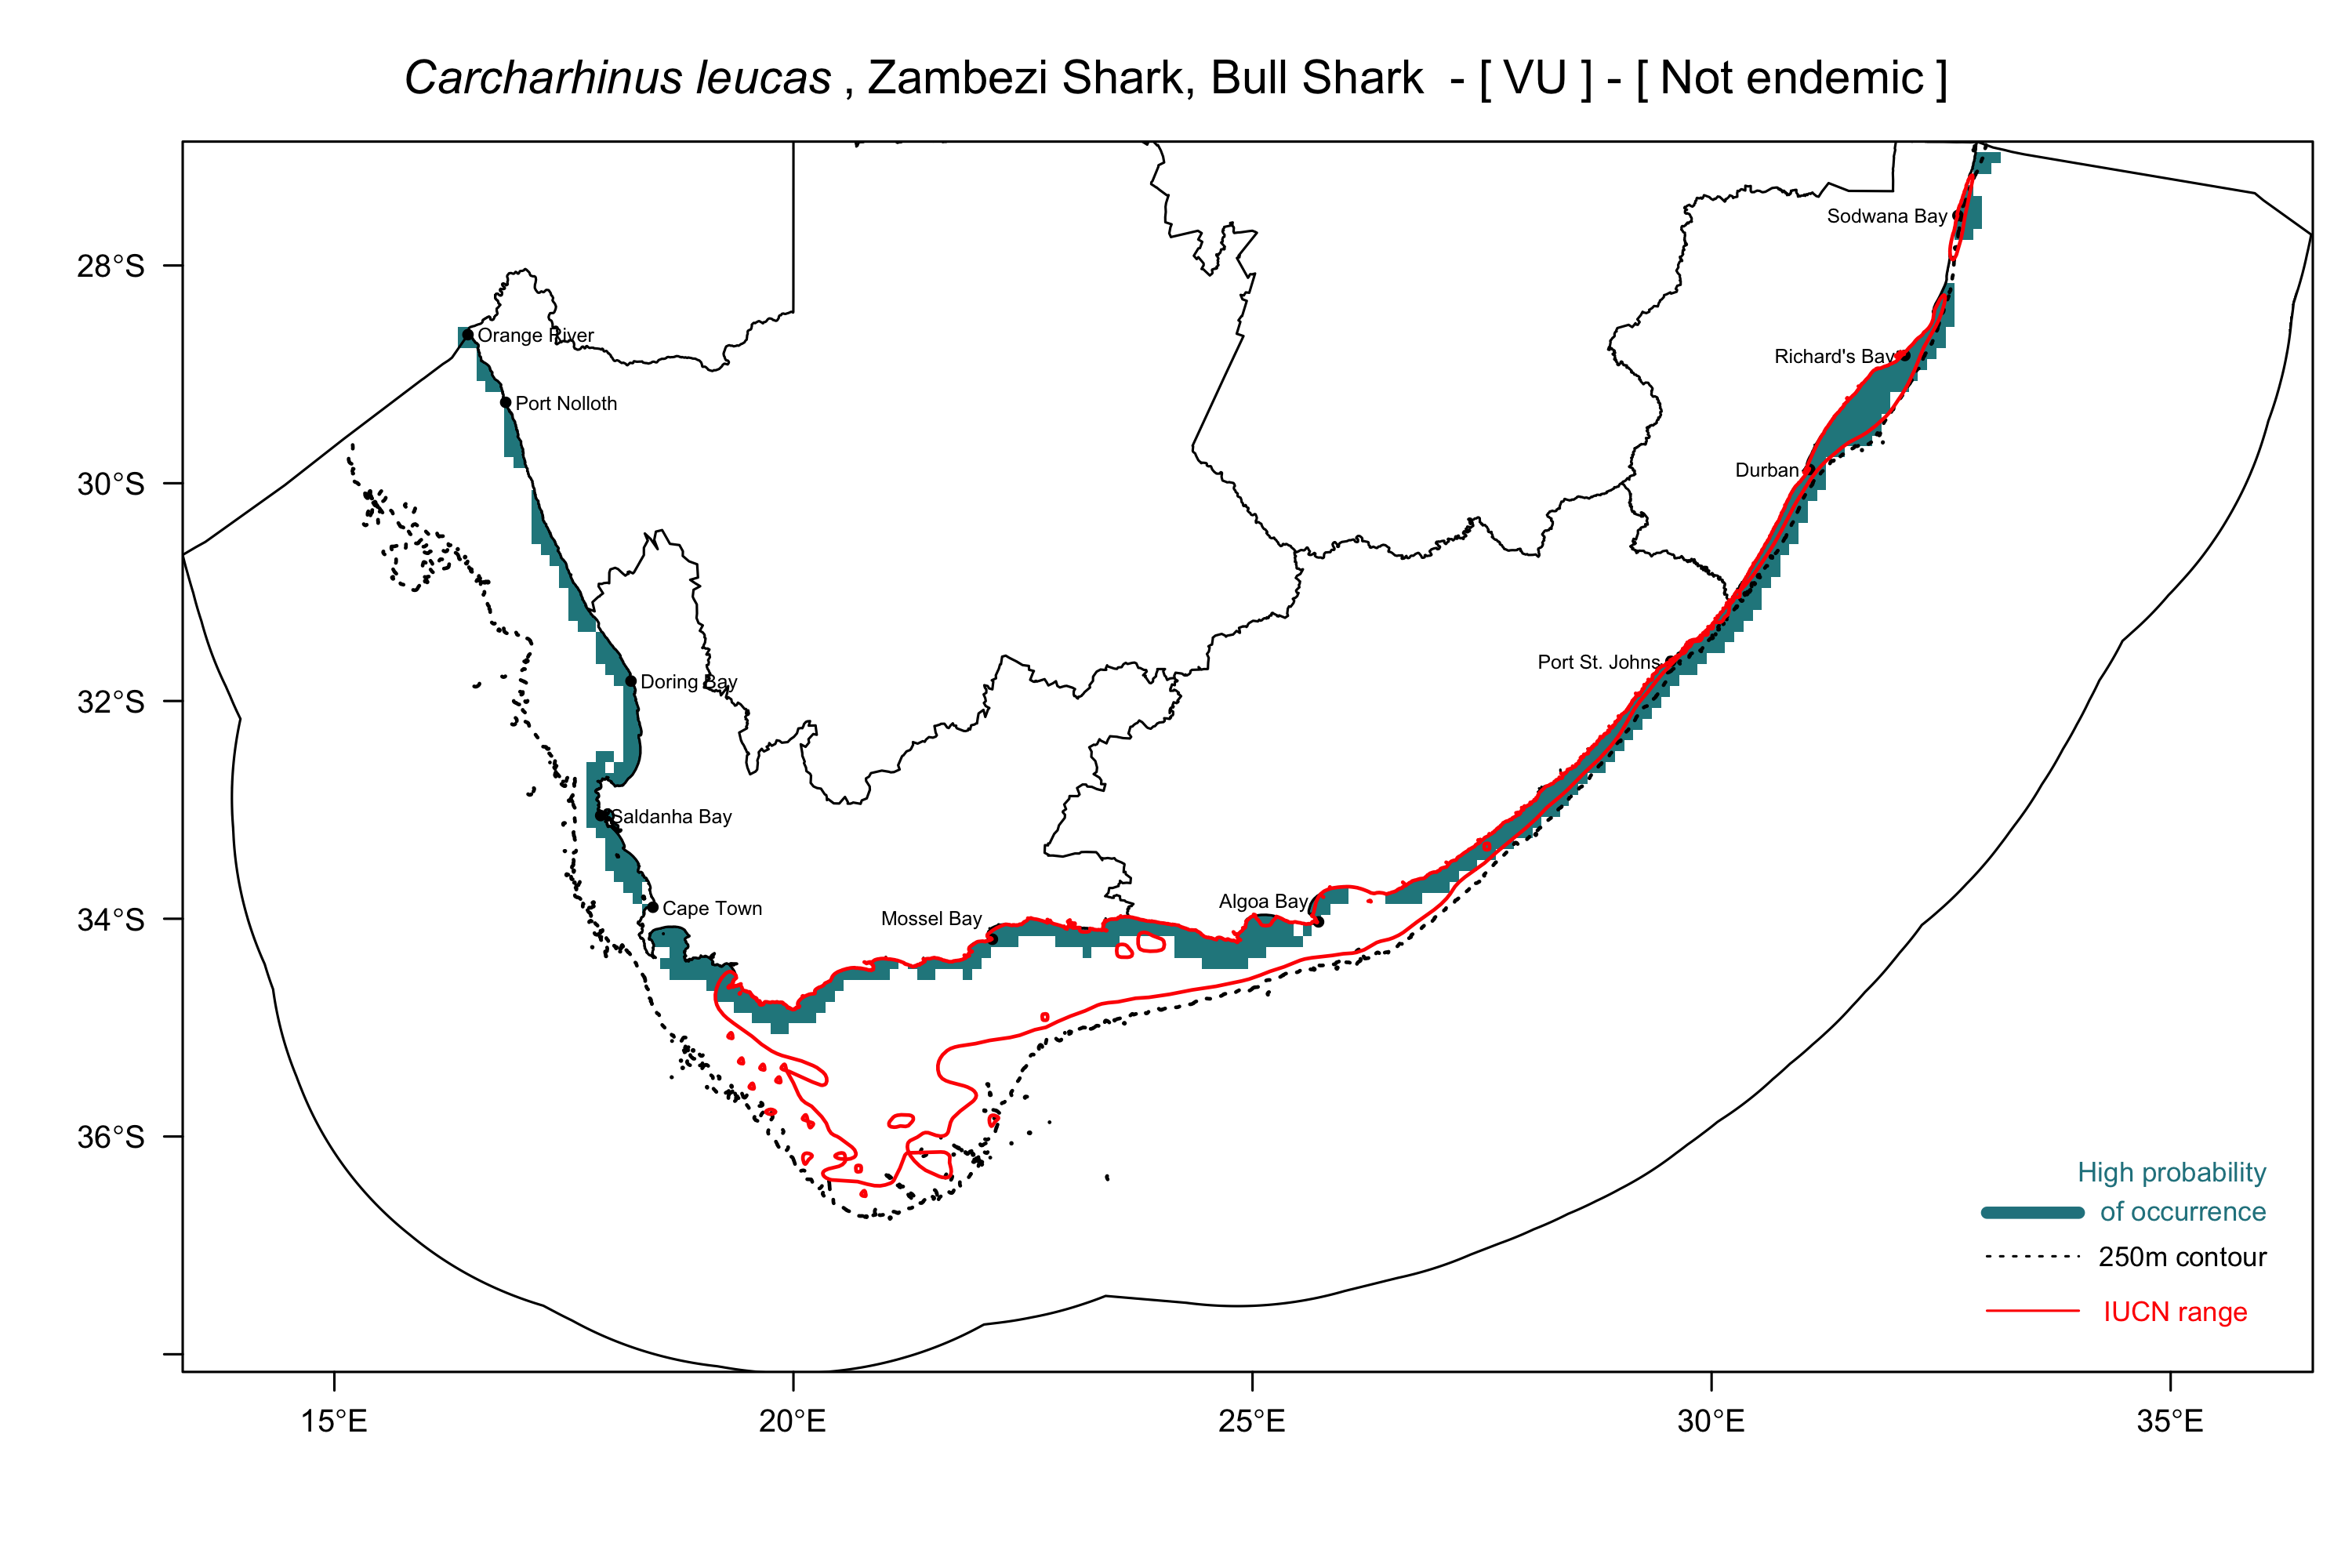 Carcharhinus leucas , Zambezi Shark, Bull Shark - [ VU ] - [ Not endemic ]
Sodwana Bay
28°S
Orange River
Richard's Bay
Port Nolloth
Durban
30°S
Port St. Johns
Doring Bay
32°S
Saldanha Bay
Algoa Bay
Cape Town
Mossel Bay
34°S
36°S
High probability
of occurrence
250m contour
IUCN range
15°E
20°E
25°E
30°E
35°E